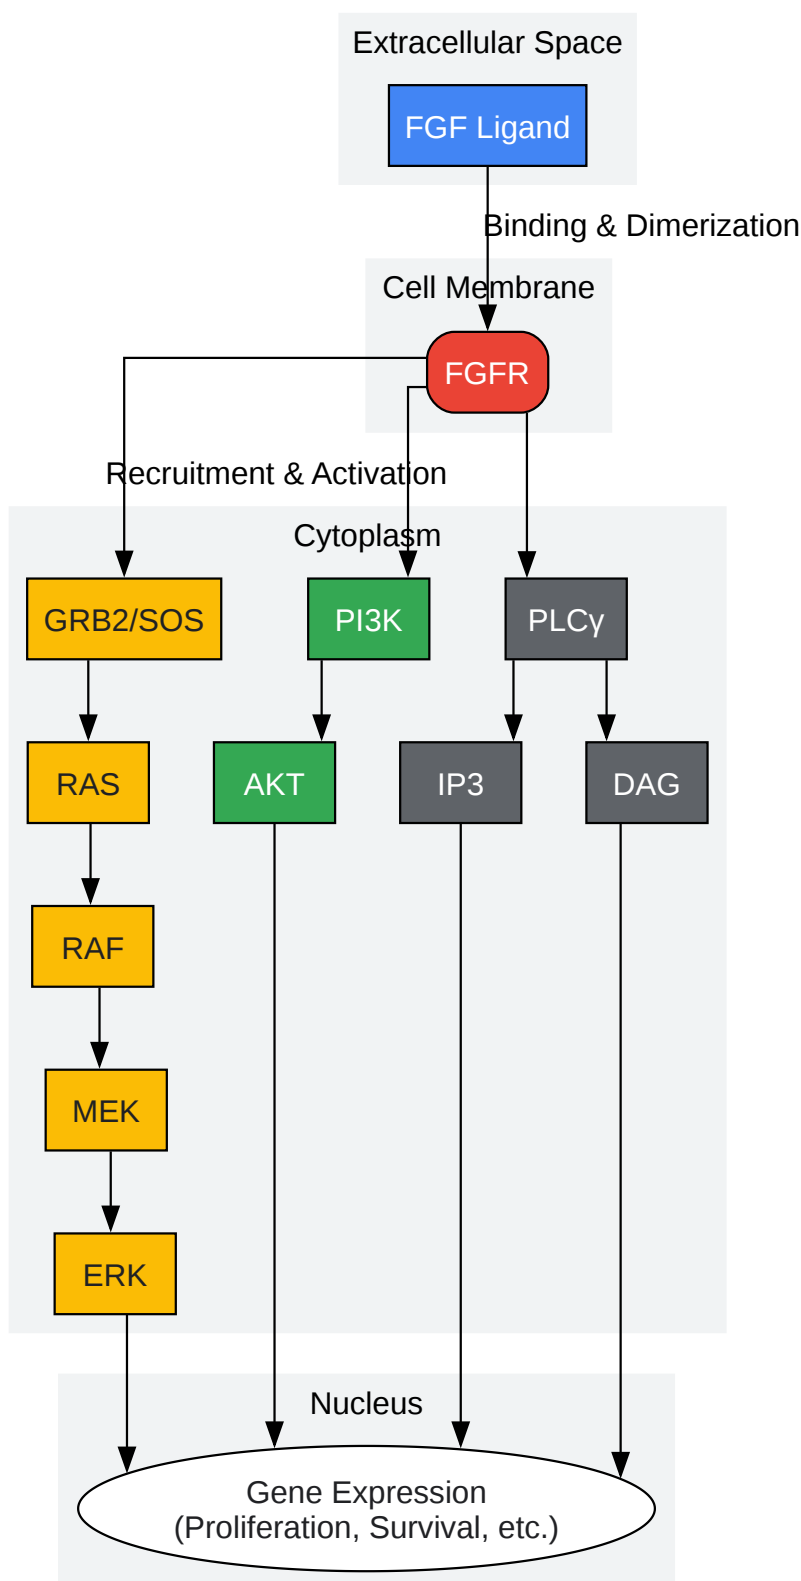 Extracellular Space
FGF Ligand
Binding & Dimerization
Cell Membrane
FGFR
Recruitment & Activation
Cytoplasm
GRB2/SOS
PI3K
PLCγ
RAS
AKT
IP3
DAG
RAF
MEK
ERK
Nucleus
Gene Expression
(Proliferation, Survival, etc.)